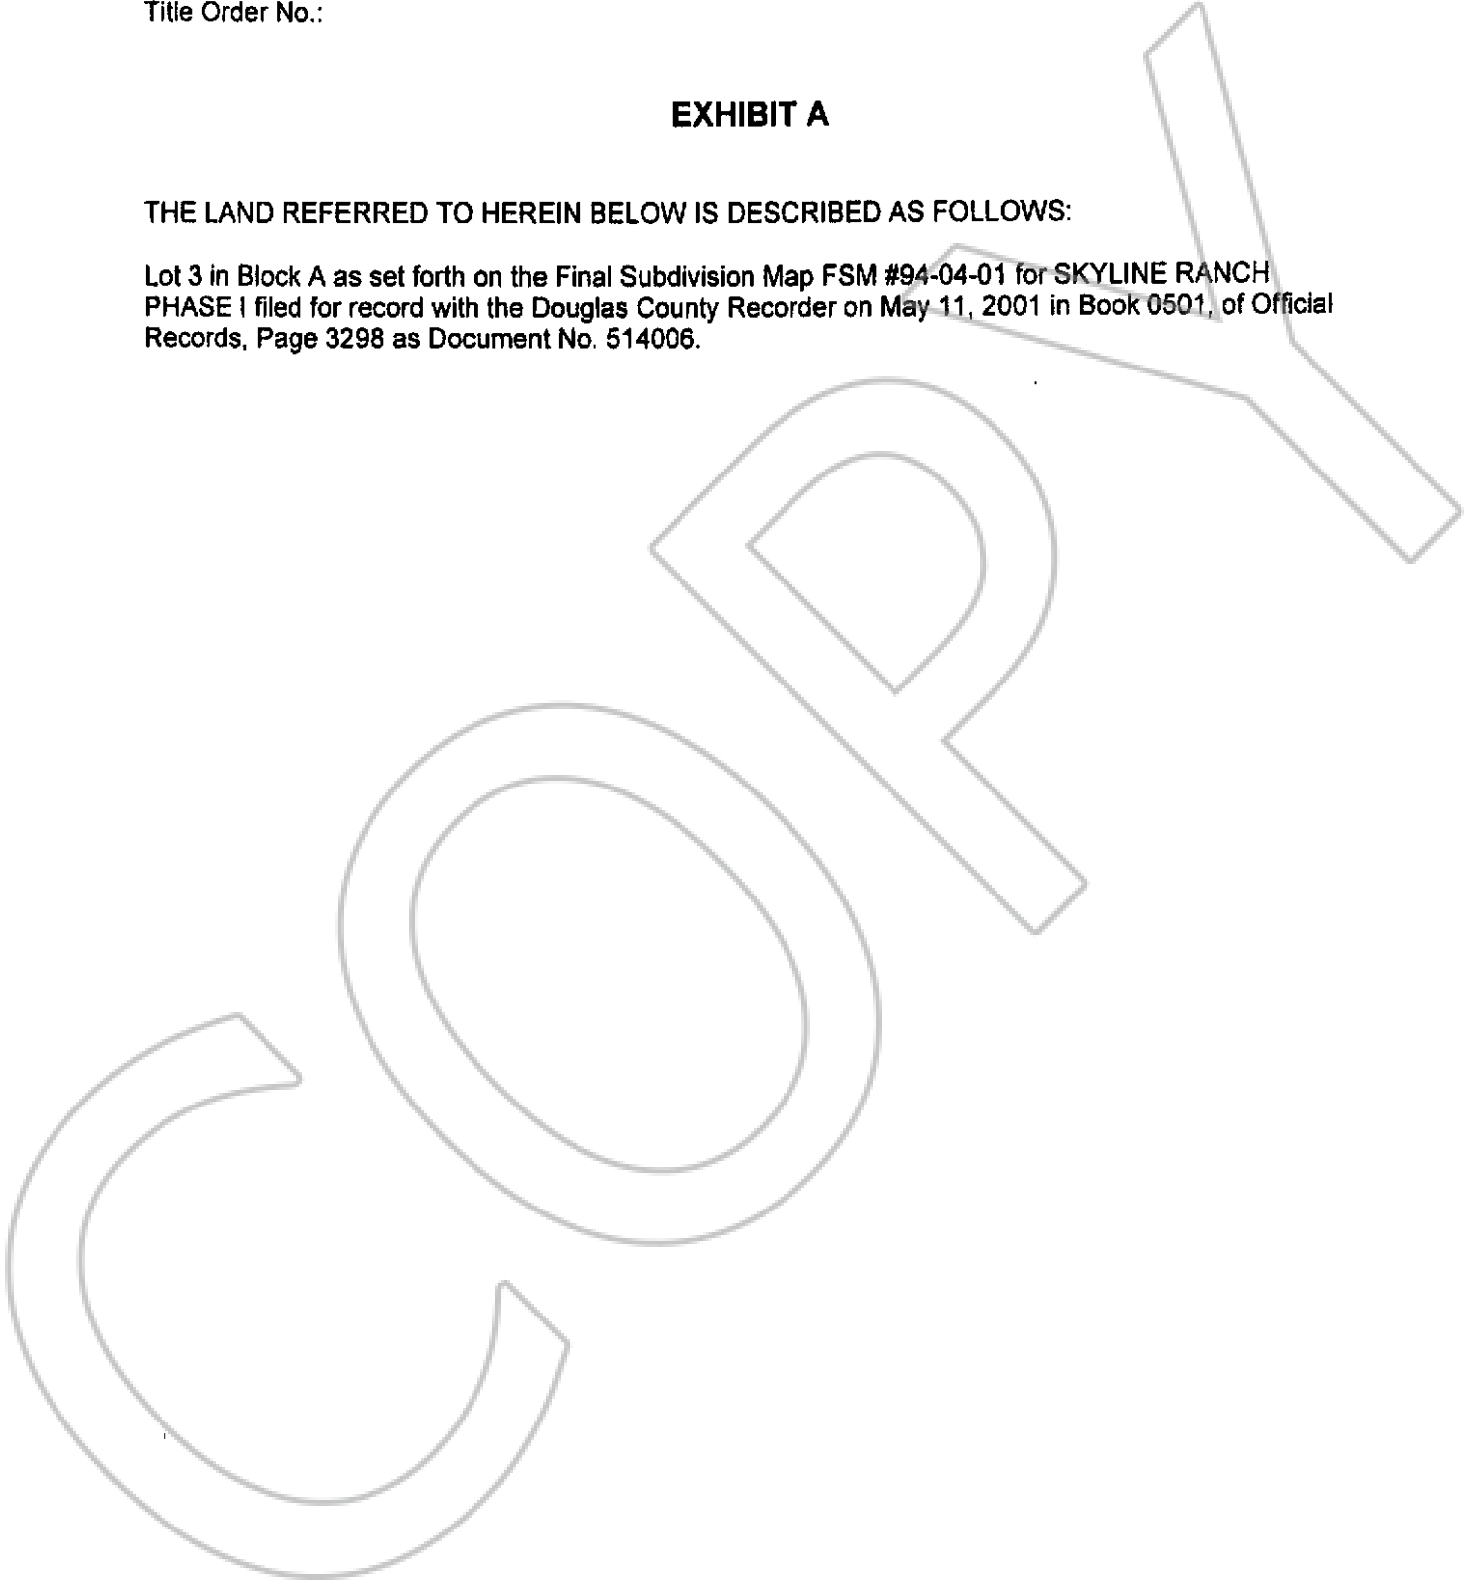 Title Order No.:
EXHIBIT A
THE LAND REFERRED TO HEREIN BELOW IS DESCRIBED AS FOLLOWS:
Lot 3 in Block A as set forth on the Final Subdivision Map FSM #94-04-01 for SKYLINE RANCH
PHASE I filed for record with the Douglas County Recorder on May 11, 2001 in Book 0501, of Official
Records, Page 3298 as Document No. 514006.
COPY